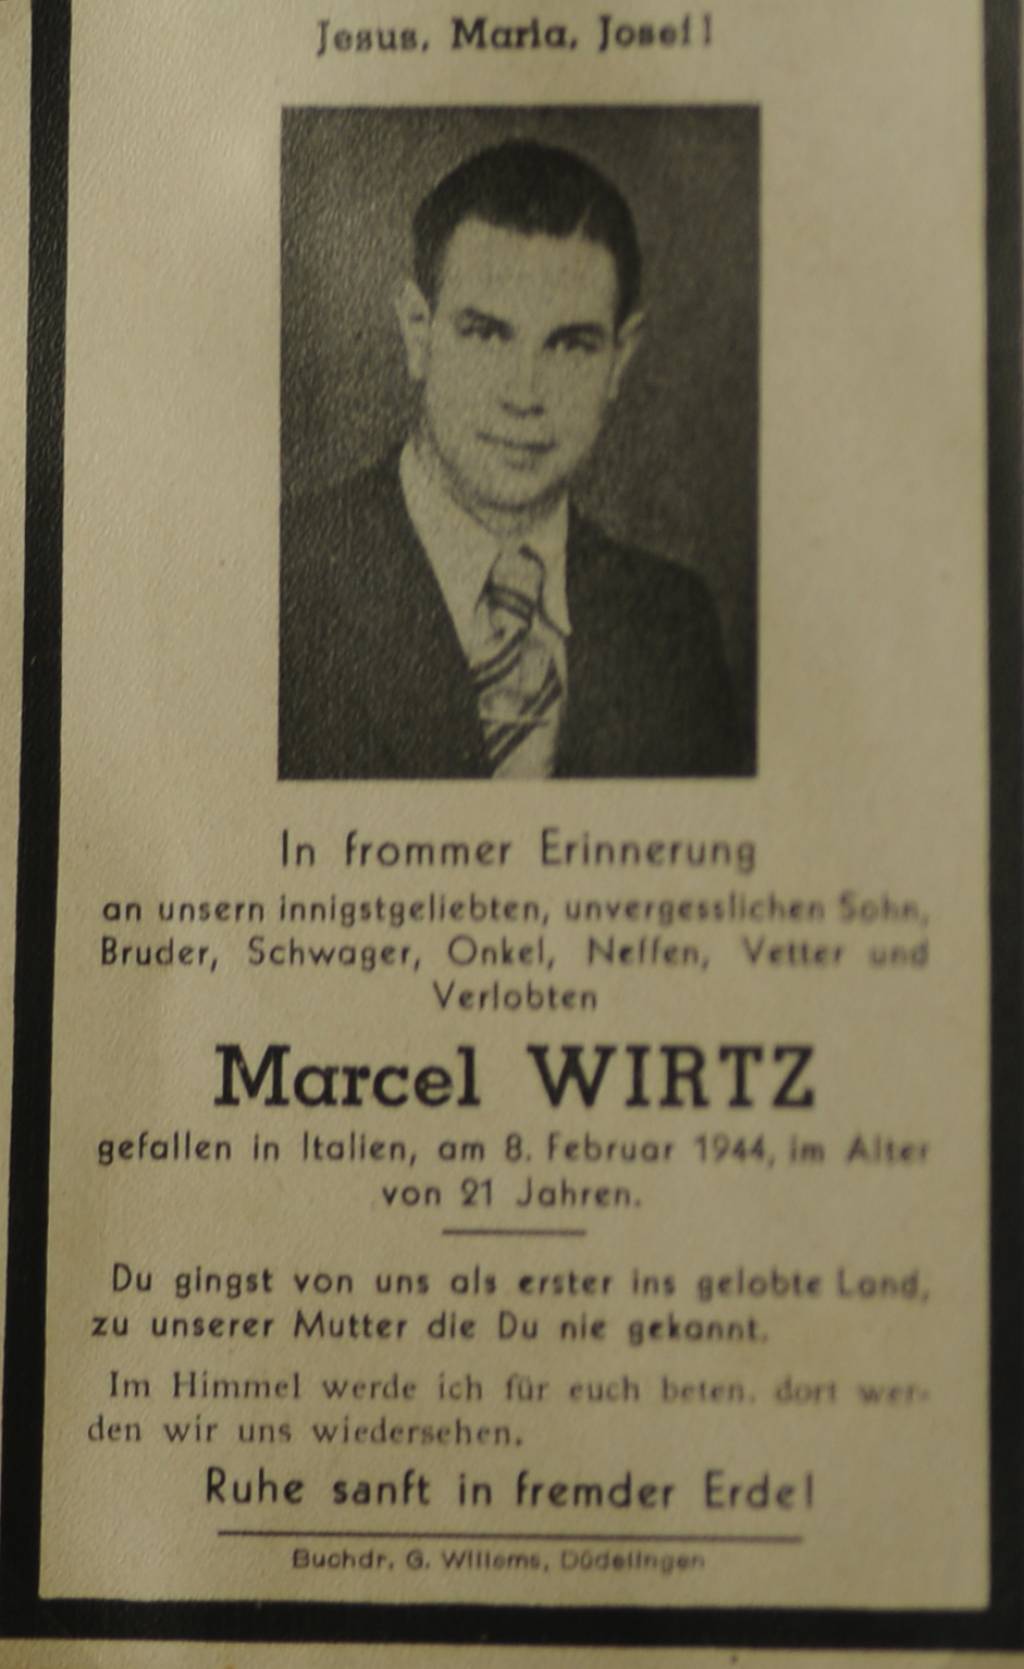 Jesus, Maria, Josef!
In frommer Erinnerung
an unsern innigstgeliebten, unvergesslichen Sohn,
Bruder, Schwager, Onkel, Neffen, Vetter und
Verlobten
Marcel WIRTZ
gefallen in Italien, am 8. Februar 1944, im Alter
von 21 Jahren.
Du gingst von uns als erster ins gelobte Land,
zu unserer Mutter die Du nie gekannt.
Im Himmel werde ich für euch beten, dort wer-
den wir uns wiedersehen.
Ruhe sanft in fremder Erde!
Buchdr. G. Willems, Düdelingen